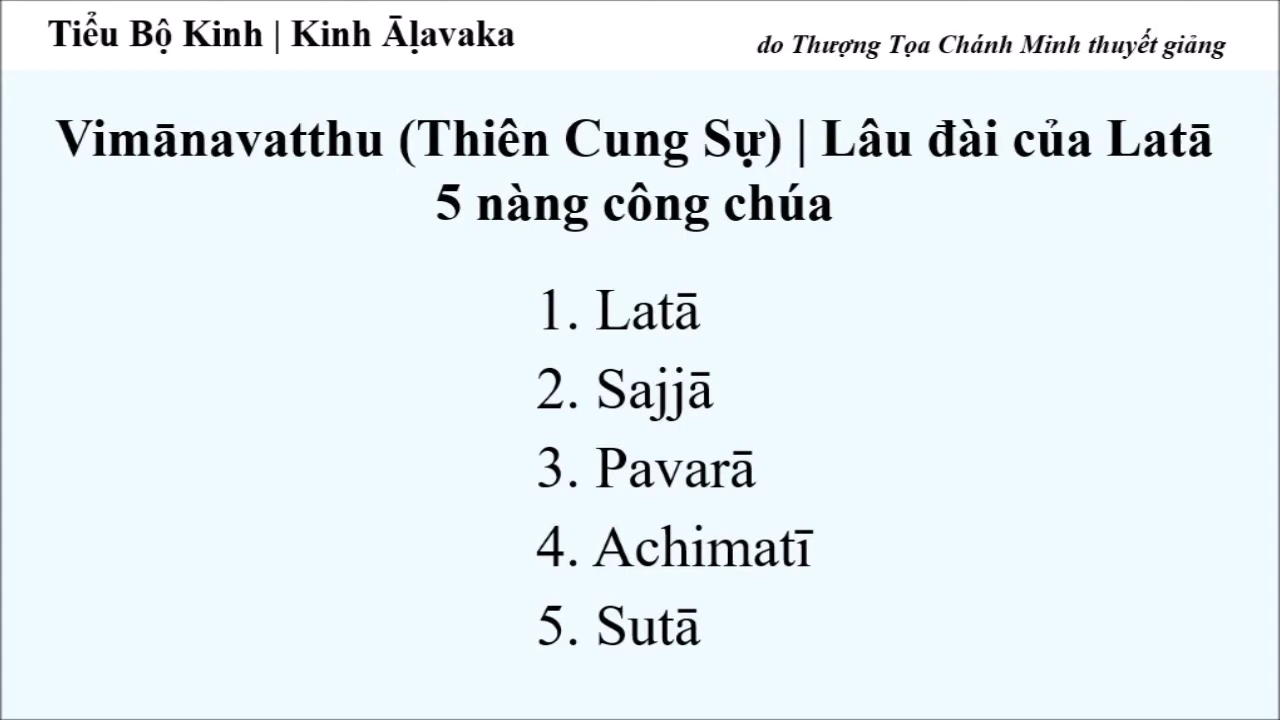 Tiểu Bộ Kinh | Kinh Āḷavaka
do Thượng Tọa Chánh Minh thuyết giảng
Vimānavatthu (Thiên Cung Sự) | Lâu đài của Latā
5 nàng công chúa
1. Latā
2. Sajjā
3. Pavarā
4. Achimatī
5. Sutā